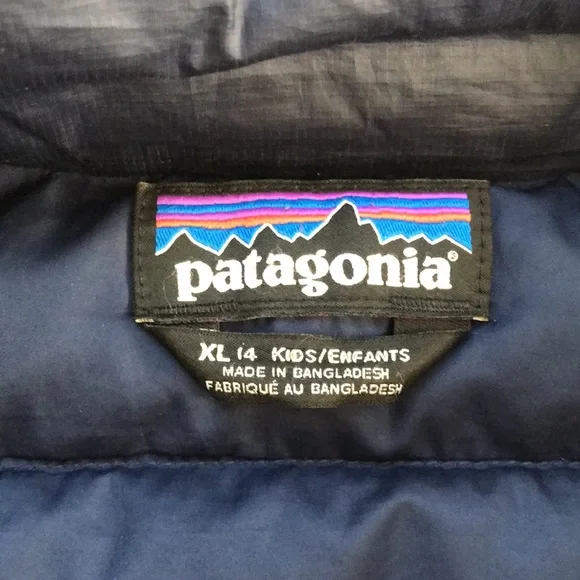 patagonia®
XL 14 KIDS/ENFANTS
MADE IN BANGLADESH
FABRIQUÉ AU BANGLADESH